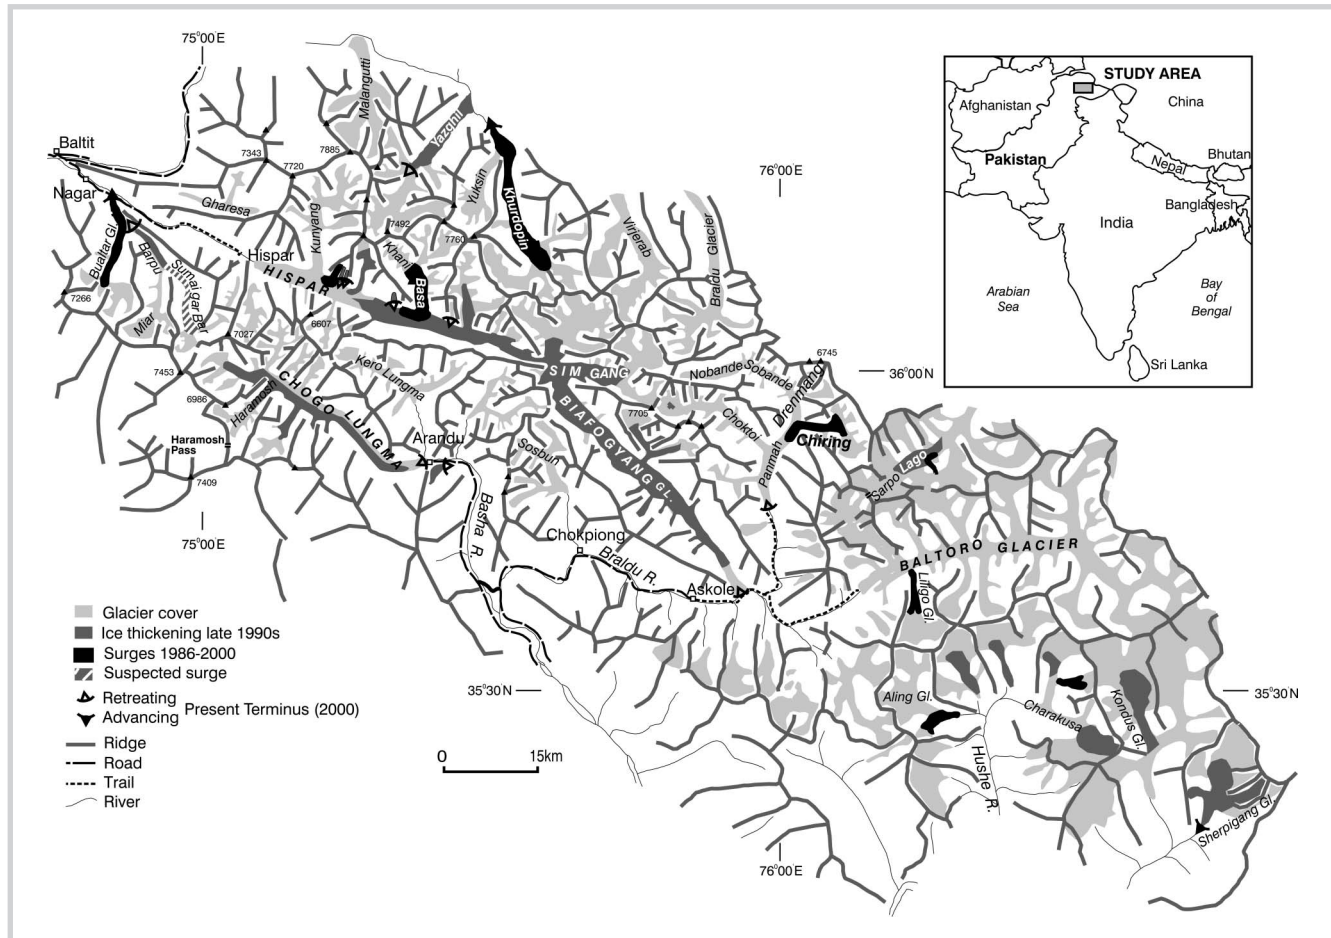 75°00'E
STUDY AREA
Afghanistan
China
Pakistan
Nepal
Bhutan
Bangladesh
India
Arabian
Sea
Bay
of
Bengal
Sri Lanka
Baltit
Nagar
Malangutti
Yazghil
7343
7720
7885
76°00'E
Gharesa
Kunyang
Yuksin
Khurdopin
7492
7760
Virjerab
Braldu Glacier
Bualtar Gl.
Barpu
Sumaiqar Bar
Hispar
HISPAR
Khani
Basa
7266
Miar
7027
6607
7453
6986
Haramosh
CHOGO LUNGMA
Kero Lungma
SIM GANG
Nobande Sobande
Drenmang
6745
36°00'N
7705
Choktoi
BIAFO GYANG GL.
Chiring
Haramosh
Pass
7409
Arandu
Sosbun
Panmah
Sarpo Lago
75°00'E
Basha R.
Chokpiong
Braldu R.
Askole
BALTORO GLACIER
Liligo Gl.
Glacier cover
Ice thickening late 1990s
Surges 1986-2000
Suspected surge
Retreating
Advancing
Present Terminus (2000)
Ridge
Road
Trail
River
35°30'N
0 15km
Aling Gl.
Charakusa
Kondus Gl.
35°30'N
Hushe R.
Sherpigang Gl.
76°00'E